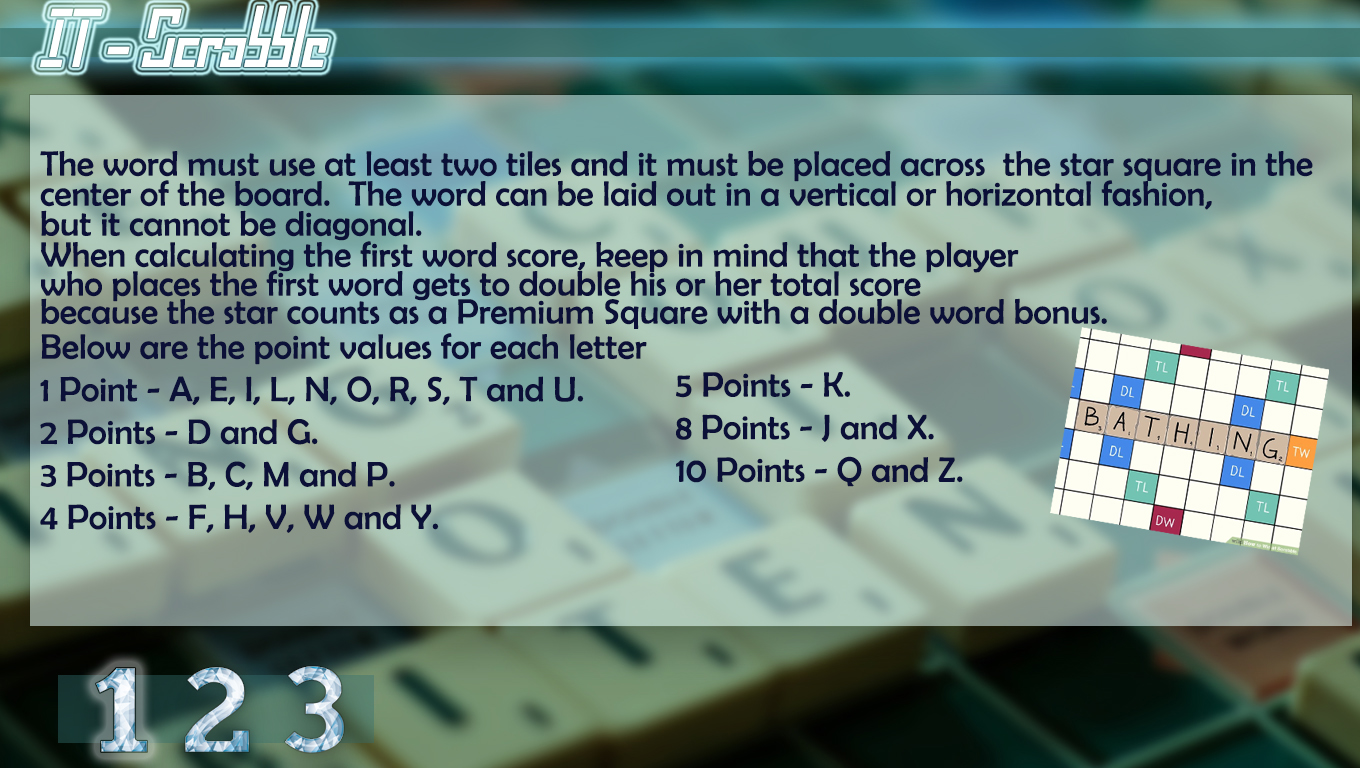 IT - Scrabble
The word must use at least two tiles and it must be placed across  the star square in the
center of the board.  The word can be laid out in a vertical or horizontal fashion,
but it cannot be diagonal.
When calculating the first word score, keep in mind that the player
who places the first word gets to double his or her total score
because the star counts as a Premium Square with a double word bonus.
Below are the point values for each letter
1 Point - A, E, I, L, N, O, R, S, T and U.
2 Points - D and G.
3 Points - B, C, M and P.
4 Points - F, H, V, W and Y.
5 Points - K.
8 Points - J and X.
10 Points - Q and Z.
TL
TL
DL
DL
B A T H I N G TW
DL
DL
TL
TL
DW
1 2 3